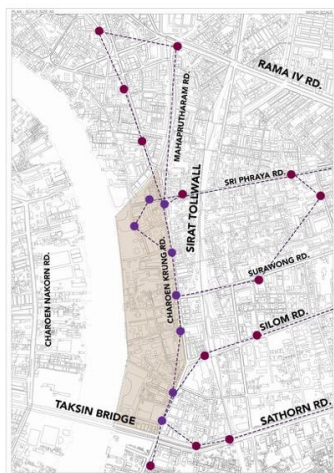 RAMA IV RD.
MAHAPRUTHARAM RD.
SRI PHRAYA RD.
SIRAT TOLLWALL
CHAROEN KRUNG RD.
CHAROEN NAKORN RD.
SURAWONG RD.
SILOM RD.
TAKSIN BRIDGE
SATHORN RD.